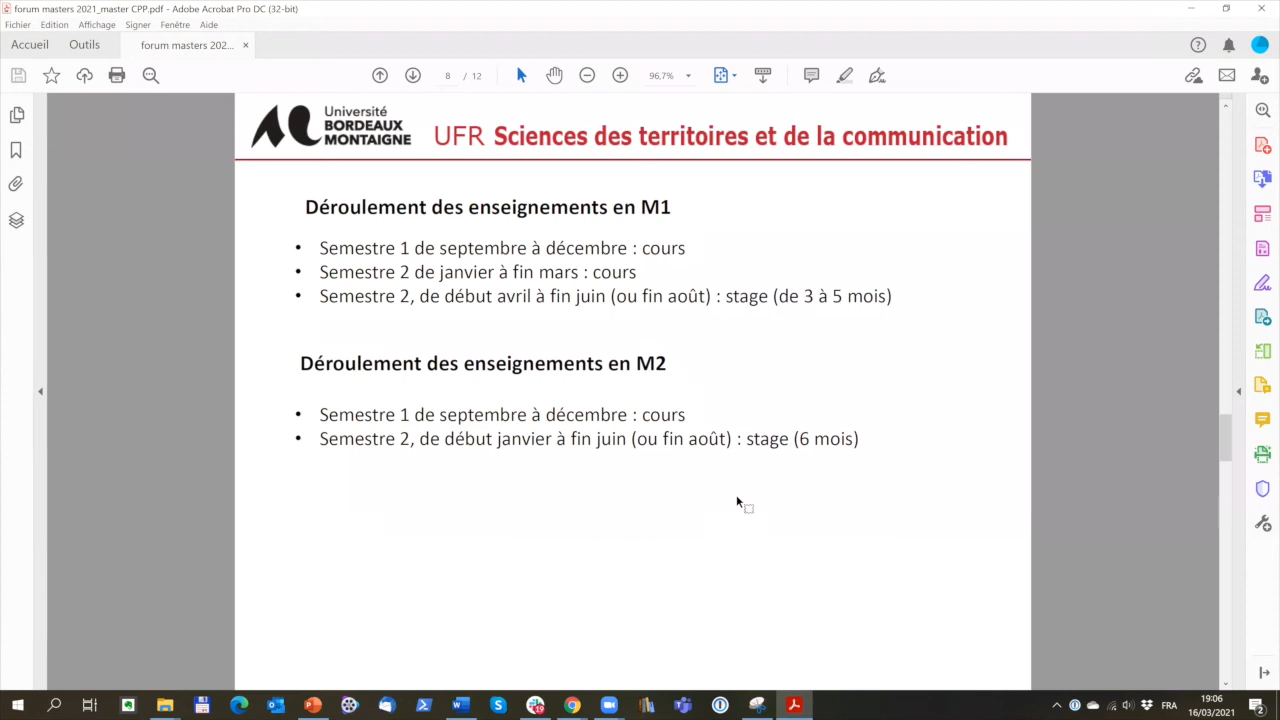 forum masters 2021_master CPP.pdf - Adobe Acrobat Pro DC (32-bit)
Fichier Edition Affichage Signer Fenêtre Aide
Accueil Outils forum masters 202... ×
8 / 12 96,7%
Université
BORDEAUX
MONTAIGNE
UFR Sciences des territoires et de la communication
Déroulement des enseignements en M1
• Semestre 1 de septembre à décembre : cours
• Semestre 2 de janvier à fin mars : cours
• Semestre 2, de début avril à fin juin (ou fin août) : stage (de 3 à 5 mois)
Déroulement des enseignements en M2
• Semestre 1 de septembre à décembre : cours
• Semestre 2, de début janvier à fin juin (ou fin août) : stage (6 mois)
19:06
FRA
16/03/2021